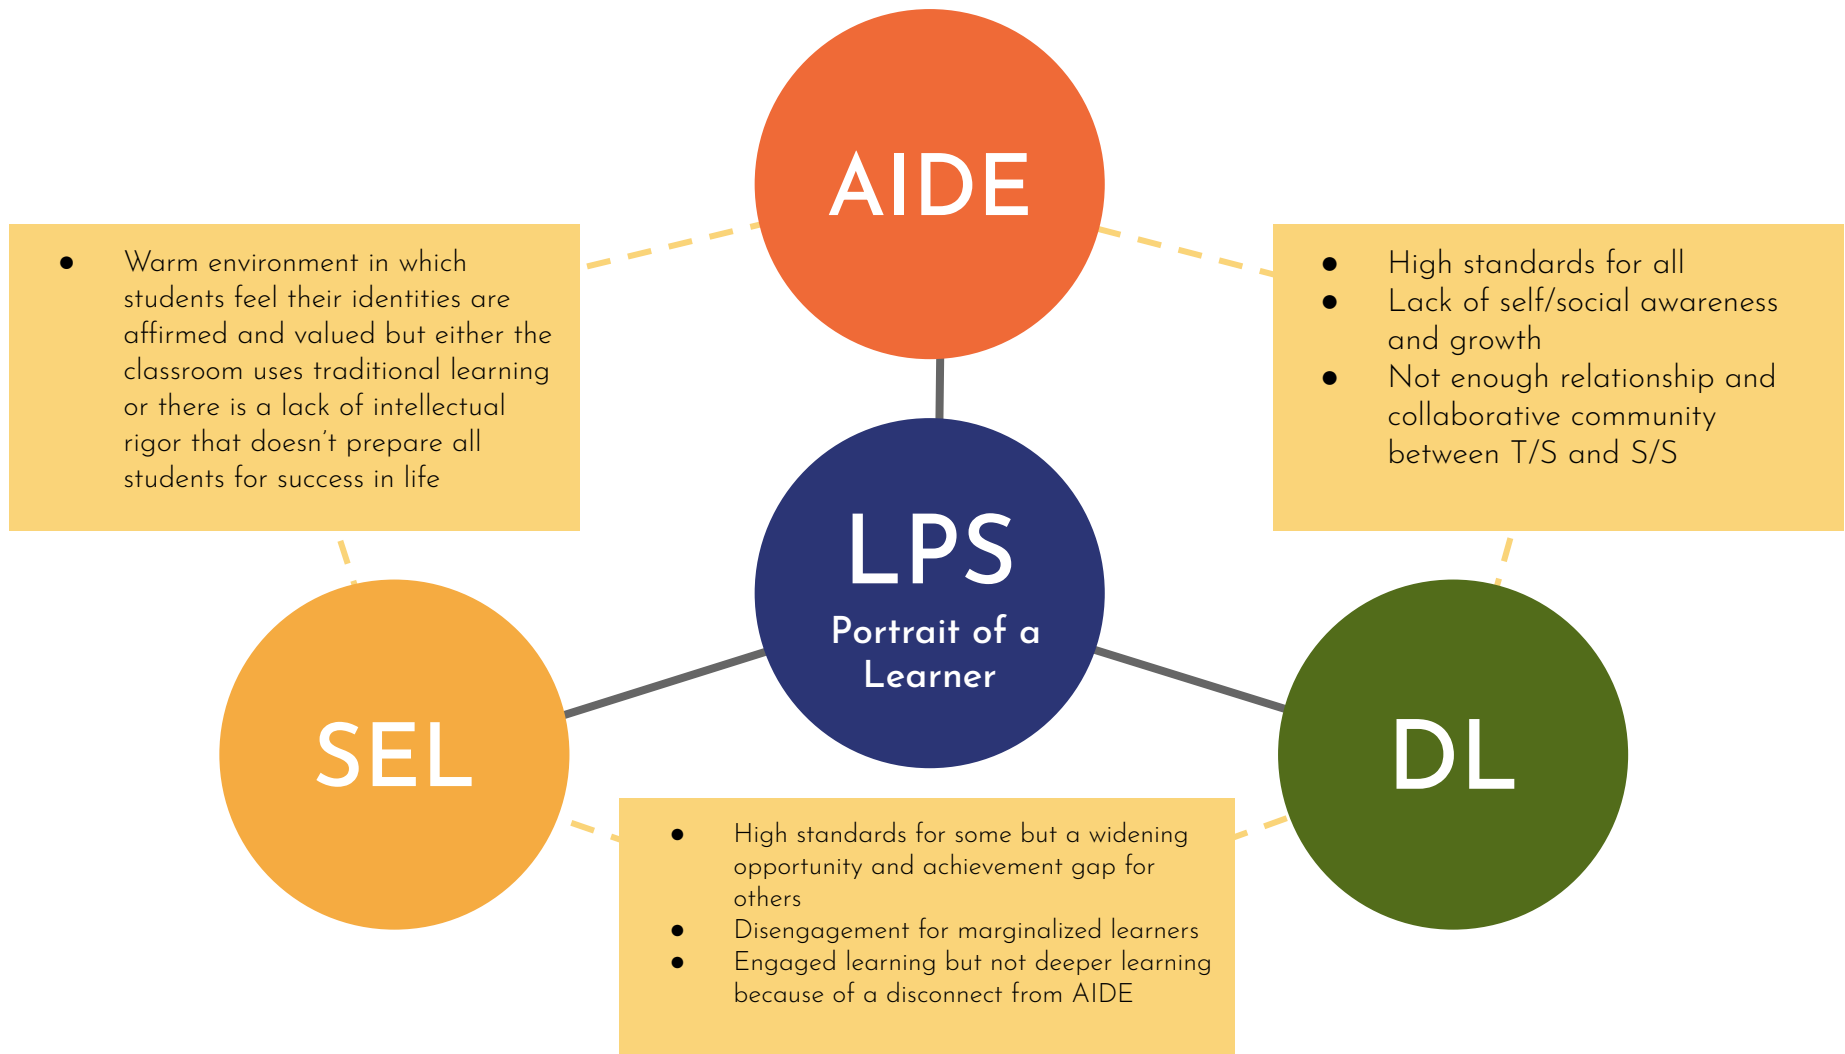 AIDE
● Warm environment in which
students feel their identities are
affirmed and valued but either the
classroom uses traditional learning
or there is a lack of intellectual
rigor that doesn't prepare all
students for success in life
● High standards for all
● Lack of self/social awareness
and growth
● Not enough relationship and
collaborative community
between T/S and S/S
LPS
Portrait of a
Learner
SEL
DL
● High standards for some but a widening
opportunity and achievement gap for
others
● Disengagement for marginalized learners
● Engaged learning but not deeper learning
because of a disconnect from AIDE